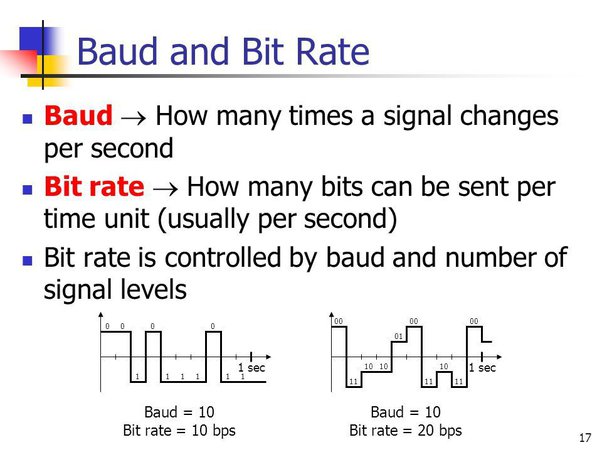 Baud and Bit Rate
Baud → How many times a signal changes
per second
Bit rate → How many bits can be sent per
time unit (usually per second)
Bit rate is controlled by baud and number of
signal levels
0 0 0 0
1 1 1 1 1 1
1 sec
00 00 00
01
10 10 10
11 11 11
1 sec
Baud = 10
Bit rate = 10 bps
Baud = 10
Bit rate = 20 bps
17